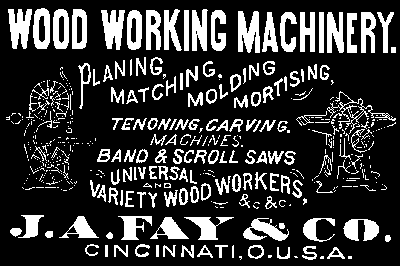 WOOD WORKING MACHINERY.
PLANING,
MATCHING,
MOLDING
MORTISING,
TENONING, CARVING.
MACHINES.
BAND & SCROLL SAWS
UNIVERSAL
AND
VARIETY WOOD WORKERS,
&c &c.
J. A. FAY & CO.
CINCINNATI, O. U.S.A.